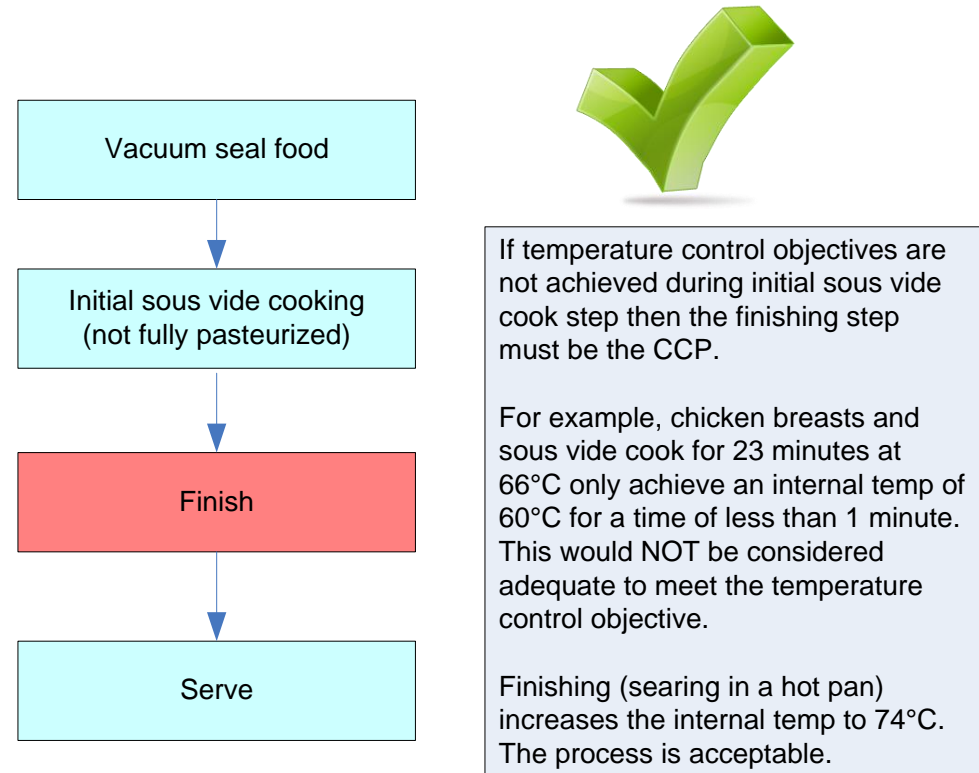 Vacuum seal food
Initial sous vide cooking
(not fully pasteurized)
Finish
Serve
If temperature control objectives are
not achieved during initial sous vide
cook step then the finishing step
must be the CCP.
For example, chicken breasts and
sous vide cook for 23 minutes at
66°C only achieve an internal temp of
60°C for a time of less than 1 minute.
This would NOT be considered
adequate to meet the temperature
control objective.
Finishing (searing in a hot pan)
increases the internal temp to 74°C.
The process is acceptable.